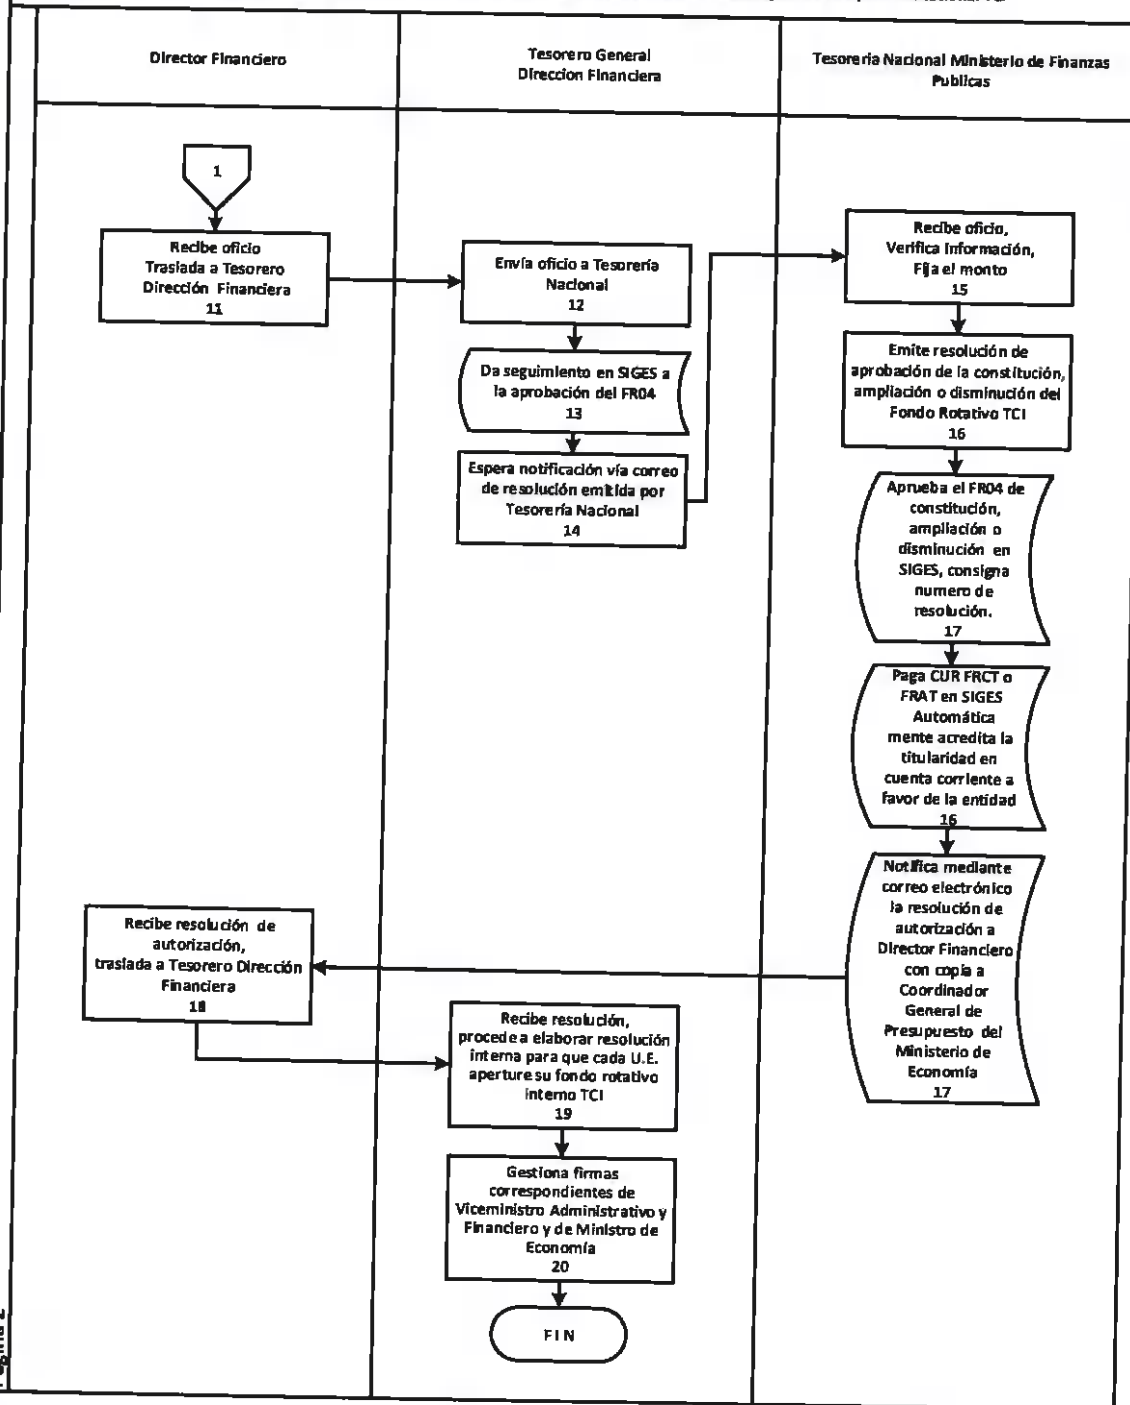 Director Financiero
Tesorero General
Direccion Financiera
Tesoreria Nacional Ministerio de Finanzas
Publicas
1
Recibe oficio
Traslada a Tesorero
Dirección Financiera
11
Envía oficio a Tesorería
Nacional
12
Da seguimiento en SIGES a
la aprobación del FR04
13
Espera notificación vía correo
de resolución emitida por
Tesorería Nacional
14
Recibe oficio,
Verifica Información,
Fija el monto
15
Emite resolución de
aprobación de la constitución,
ampliación o disminución del
Fondo Rotativo TCI
16
Aprueba el FR04 de
constitución,
ampliación o
disminución en
SIGES, consigna
numero de
resolución.
17
Paga CUR FRCT o
FRAT en SIGES
Automática
mente acredita la
titularidad en
cuenta corriente a
favor de la entidad
16
Notifica mediante
correo electrónico
la resolución de
autorización a
Director Financiero
con copia a
Coordinador
General de
Presupuesto del
Ministerio de
Economía
17
Recibe resolución de
autorización,
traslada a Tesorero Dirección
Financiera
18
Recibe resolución,
procede a elaborar resolución
interna para que cada U.E.
aperture su fondo rotativo
interno TCI
19
Gestiona firmas
correspondientes de
Viceministro Administrativo y
Financiero y de Ministro de
Economía
20
FIN